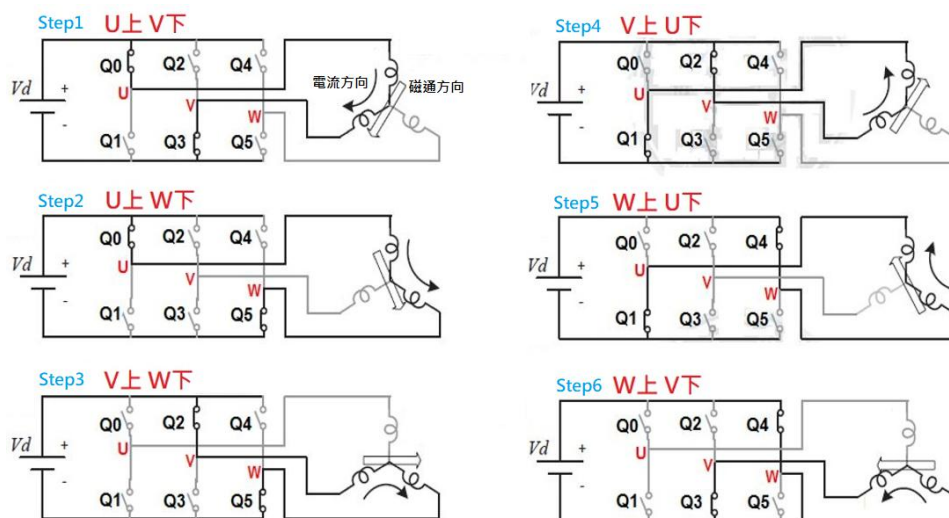 Step1 U上 V下
Vd + -
Q0 Q2 Q4
U V W
Q1 Q3 Q5
電流方向 磁通方向
Step2 U上 W下
Vd + -
Q0 Q2 Q4
U V W
Q1 Q3 Q5
Step3 V上 W下
Vd + -
Q0 Q2 Q4
U V W
Q1 Q3 Q5
Step4 V上 U下
Vd + -
Q0 Q2 Q4
U V W
Q1 Q3 Q5
Step5 W上 U下
Vd + -
Q0 Q2 Q4
U V W
Q1 Q3 Q5
Step6 W上 V下
Vd + -
Q0 Q2 Q4
U V W
Q1 Q3 Q5